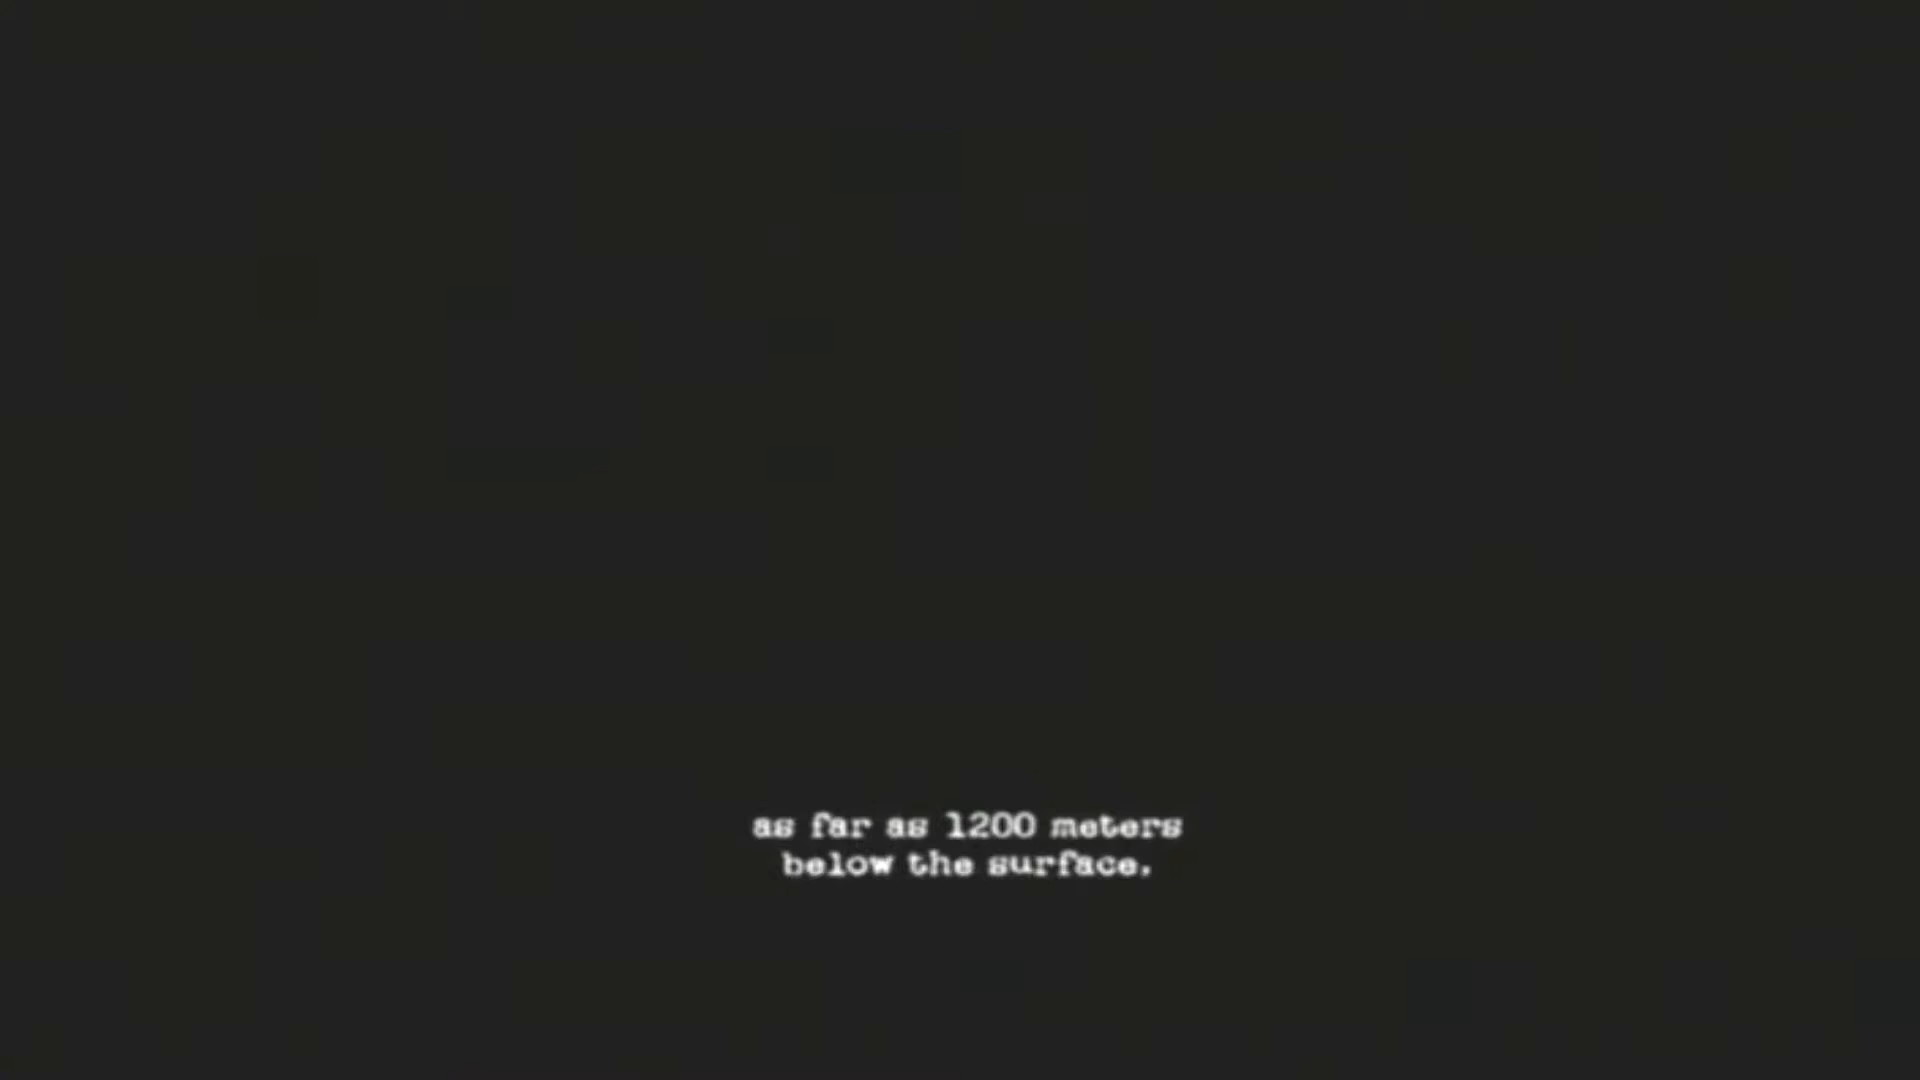 as far as 1200 meters
below the surface.